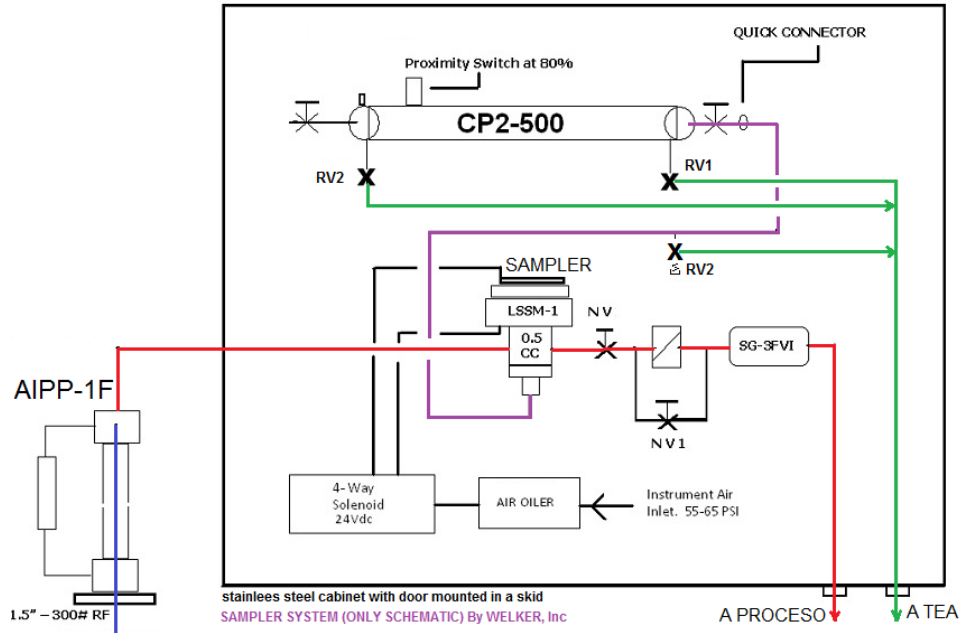 QUICK CONNECTOR
Proximity Switch at 80%
CP2-500
RV2
RV1
RV2
SAMPLER
LSSM-1
NV
0.5
CC
SG-3FVI
AIPP-1F
NV1
4-Way
Solenoid
24Vdc
AIR OILER
Instrument Air
Inlet. 55-65 PSI
stainlees steel cabinet with door mounted in a skid
1.5" – 300# RF
SAMPLER SYSTEM (ONLY SCHEMATIC) By WELKER, Inc
A PROCESO
A TEA